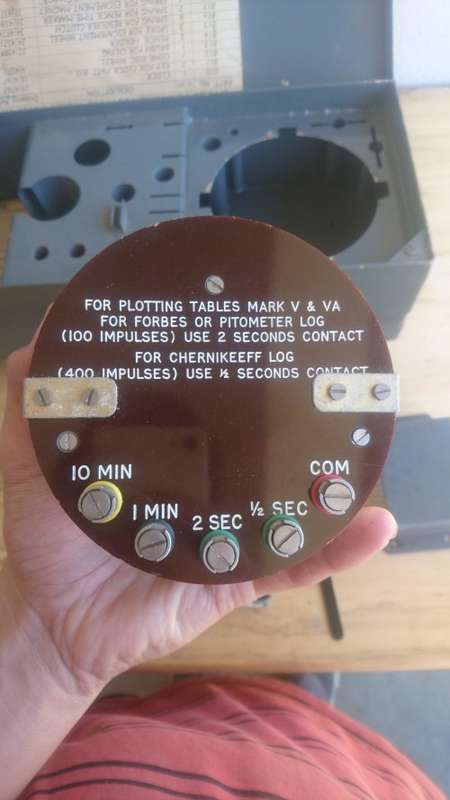 FOR PLOTTING TABLES MARK V & VA
FOR FORBES OR PITOMETER LOG
(100 IMPULSES) USE 2 SECONDS CONTACT
FOR CHERNIKEEFF LOG
(400 IMPULSES) USE ½ SECONDS CONTACT
10 MIN
1 MIN
2 SEC
½ SEC
COM